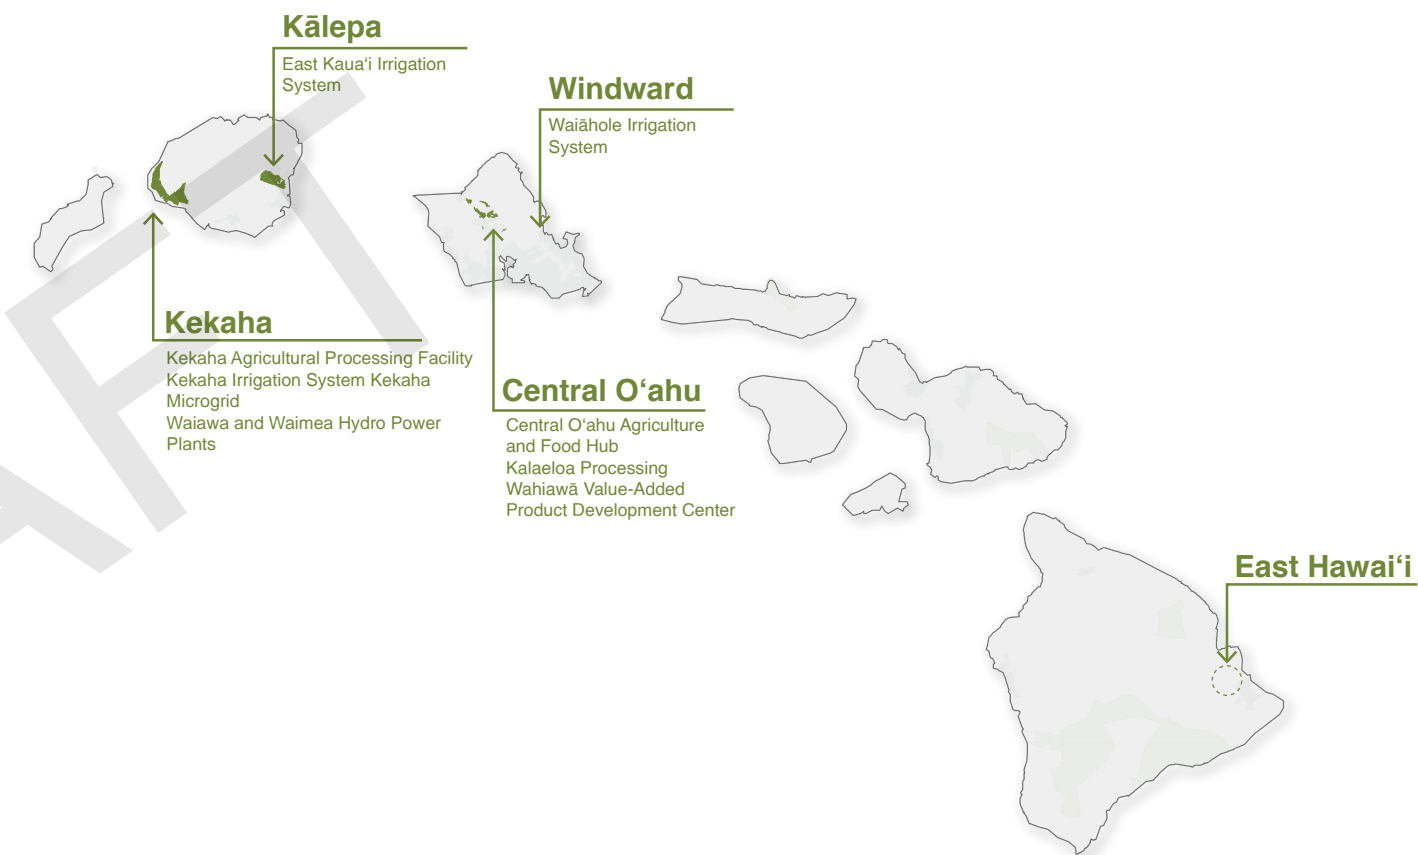 Kālepa
East Kaua‘i Irrigation
System
Windward
Waiāhole Irrigation
System
Kekaha
Kekaha Agricultural Processing Facility
Kekaha Irrigation System Kekaha
Microgrid
Waiawa and Waimea Hydro Power
Plants
Central O‘ahu
Central O‘ahu Agriculture
and Food Hub
Kalaeloa Processing
Wahiawā Value-Added
Product Development Center
East Hawai‘i
AFT